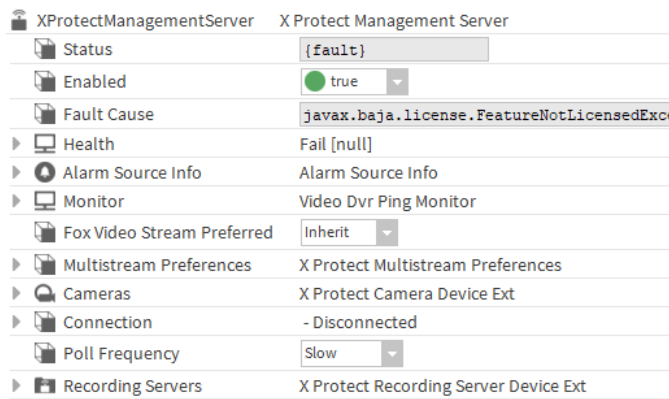 XProtectManagementServer X Protect Management Server
Status {fault}
Enabled true
Fault Cause javax.baja.license.FeatureNotLicensedExc
Health Fail [null]
Alarm Source Info Alarm Source Info
Monitor Video Dvr Ping Monitor
Fox Video Stream Preferred Inherit
Multistream Preferences X Protect Multistream Preferences
Cameras X Protect Camera Device Ext
Connection - Disconnected
Poll Frequency Slow
Recording Servers X Protect Recording Server Device Ext